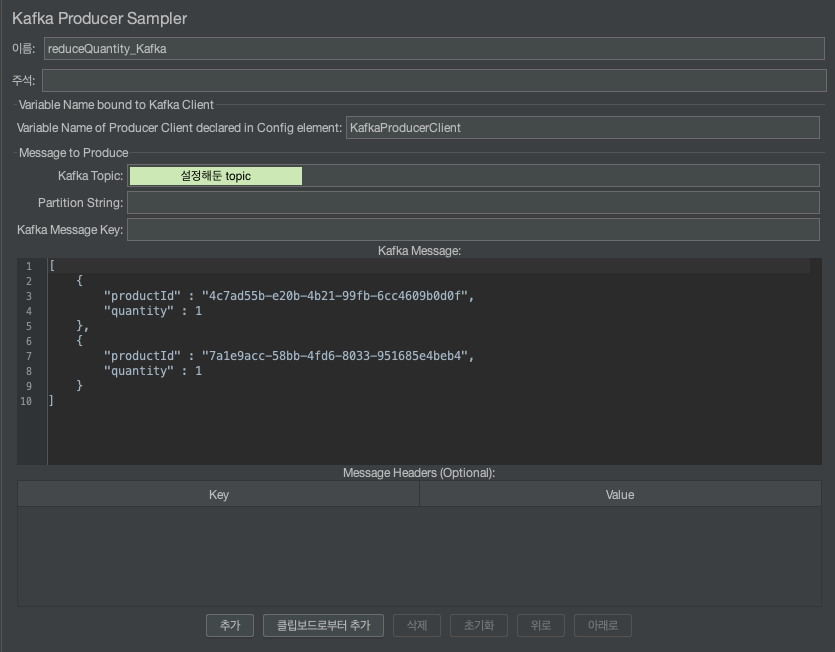 Kafka Producer Sampler
이름: reduceQuantity_Kafka
주석:
Variable Name bound to Kafka Client
Variable Name of Producer Client declared in Config element: KafkaProducerClient
Message to Produce
Kafka Topic: 설정해둔 topic
Partition String:
Kafka Message Key:
Kafka Message:
1 [
2 {
3 "productId" : "4c7ad55b-e20b-4b21-99fb-6cc4609b0d0f",
4 "quantity" : 1
5 },
6 {
7 "productId" : "7a1e9acc-58bb-4fd6-8033-951685e4beb4",
8 "quantity" : 1
9 }
10 ]
Message Headers (Optional):
Key Value
추가 클립보드로부터 추가 삭제 초기화 위로 아래로